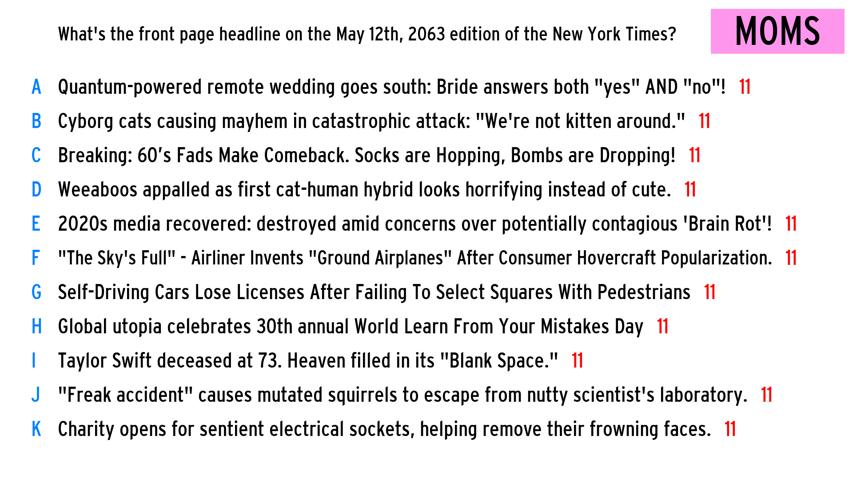 What's the front page headline on the May 12th, 2063 edition of the New York Times? MOMS
A Quantum-powered remote wedding goes south: Bride answers both "yes" AND "no"! 11
B Cyborg cats causing mayhem in catastrophic attack: "We're not kitten around." 11
C Breaking: 60’s Fads Make Comeback. Socks are Hopping, Bombs are Dropping! 11
D Weeaboos appalled as first cat-human hybrid looks horrifying instead of cute. 11
E 2020s media recovered: destroyed amid concerns over potentially contagious 'Brain Rot'! 11
F "The Sky's Full" - Airliner Invents "Ground Airplanes" After Consumer Hovercraft Popularization. 11
G Self-Driving Cars Lose Licenses After Failing To Select Squares With Pedestrians 11
H Global utopia celebrates 30th annual World Learn From Your Mistakes Day 11
I Taylor Swift deceased at 73. Heaven filled in its "Blank Space." 11
J "Freak accident" causes mutated squirrels to escape from nutty scientist's laboratory. 11
K Charity opens for sentient electrical sockets, helping remove their frowning faces. 11